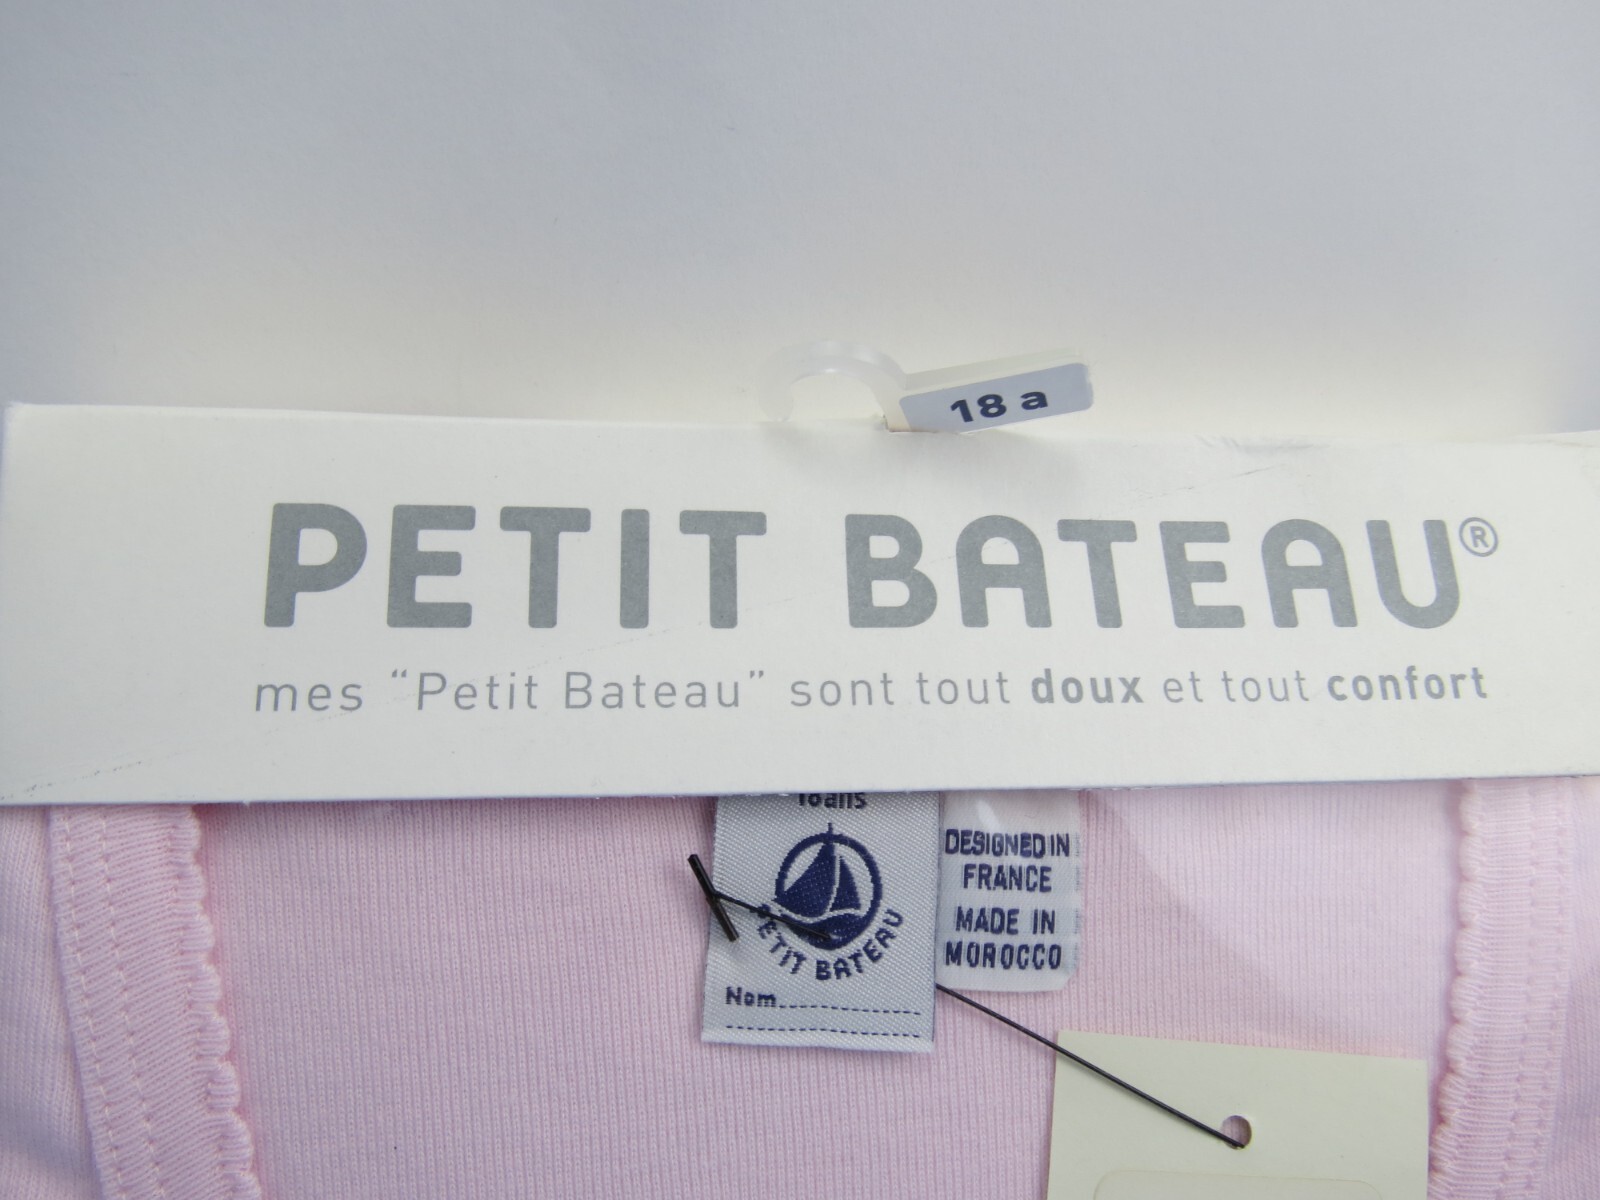 18 a
PETIT BATEAU®
mes “Petit Bateau” sont tout doux et tout confort
18ans
PETIT BATEAU
Nom
DESIGNED IN
FRANCE
MADE IN
MOROCCO